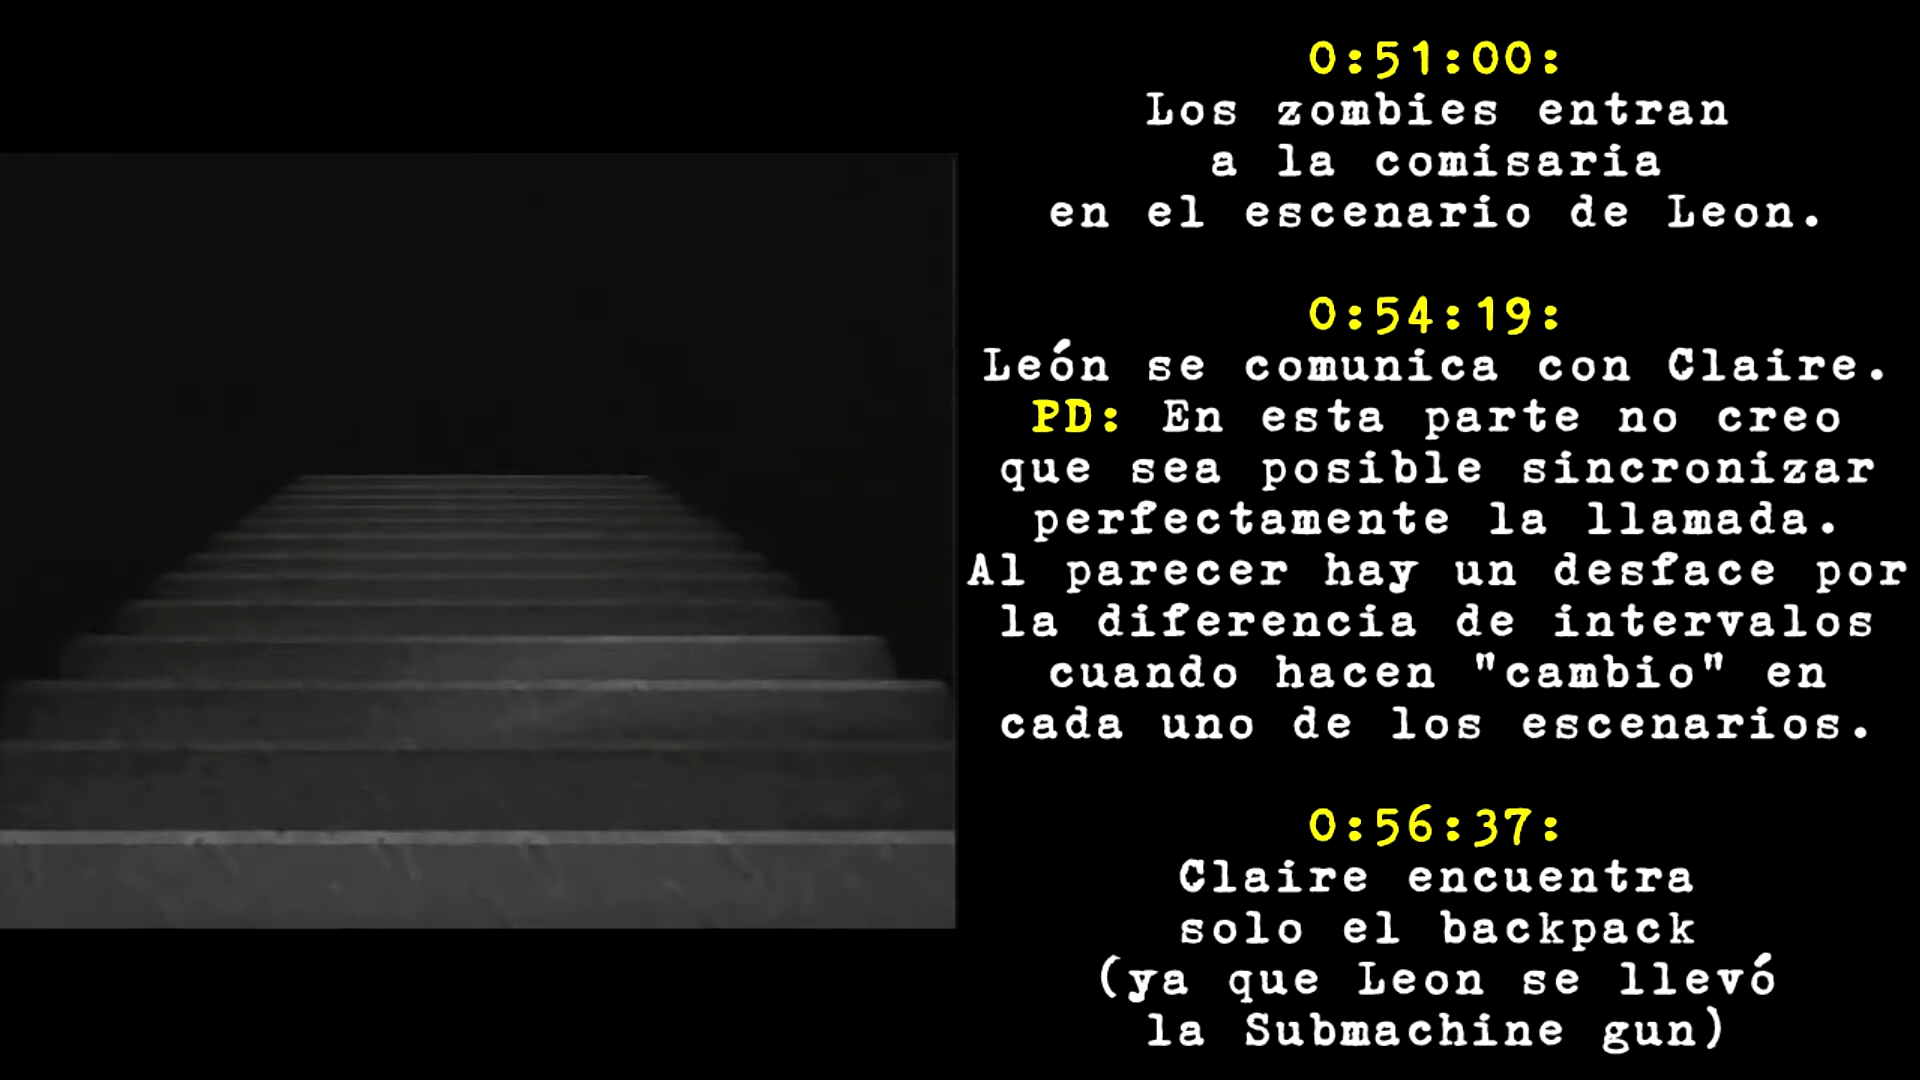 0:51:00:
Los zombies entran
a la comisaria
en el escenario de Leon.
0:54:19:
León se comunica con Claire.
PD: En esta parte no creo
que sea posible sincronizar
perfectamente la llamada.
Al parecer hay un desface por
la diferencia de intervalos
cuando hacen "cambio" en
cada uno de los escenarios.
0:56:37:
Claire encuentra
solo el backpack
(ya que Leon se llevó
la Submachine gun)